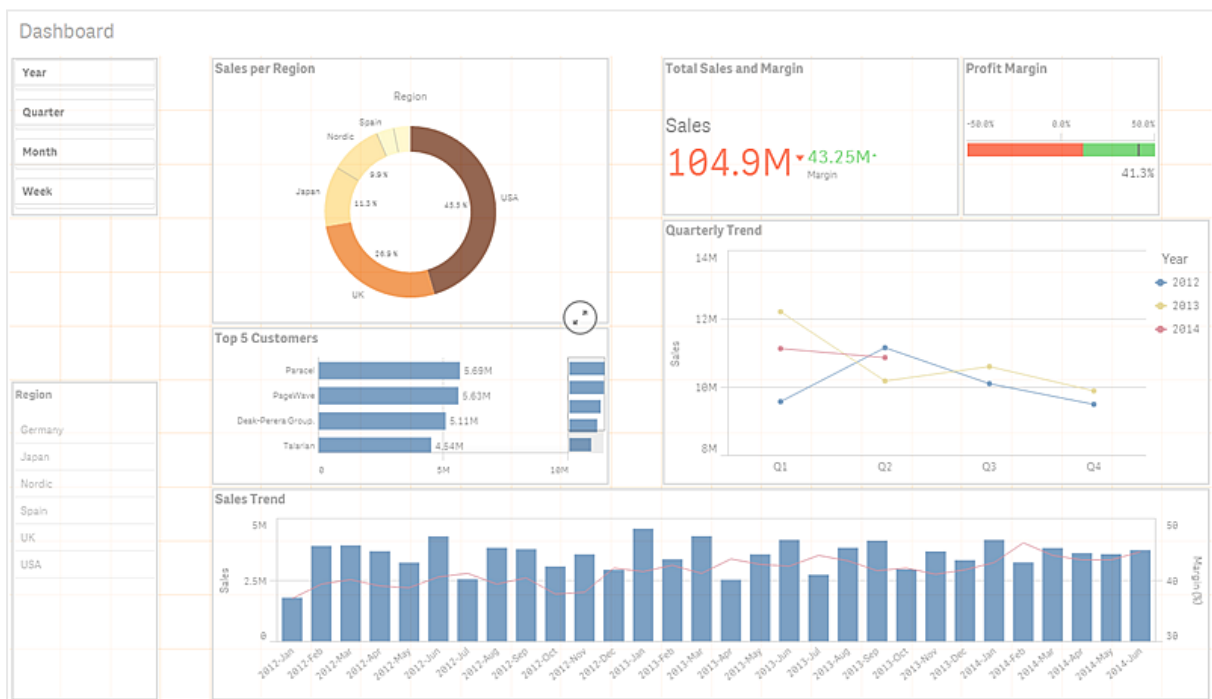 Dashboard
Year
Quarter
Month
Week
Region
Germany
Japan
Nordic
Spain
UK
USA
Sales per Region
Region
Spain
Nordic
Japan
UK
USA
9.9%
11.3%
26.9%
45.5%
Top 5 Customers
Paracel
PageWave
Deak-Perera Group.
Talarian
5.69M
5.63M
5.11M
4.54M
0
5M
10M
Total Sales and Margin
Sales
104.9M
43.25M
Margin
Profit Margin
-50.0% 0.0% 50.0%
41.3%
Quarterly Trend
14M
12M
10M
8M
Sales
Q1 Q2 Q3 Q4
Year
2012
2013
2014
Sales Trend
5M
2.5M
0
Sales
50
40
30
Margin (%)
2012-Jan 2012-Feb 2012-Mar 2012-Apr 2012-May 2012-Jun 2012-Jul 2012-Aug 2012-Sep 2012-Oct 2012-Nov 2012-Dec 2013-Jan 2013-Feb 2013-Mar 2013-Apr 2013-May 2013-Jun 2013-Jul 2013-Aug 2013-Sep 2013-Oct 2013-Nov 2013-Dec 2014-Jan 2014-Feb 2014-Mar 2014-Apr 2014-May 2014-Jun